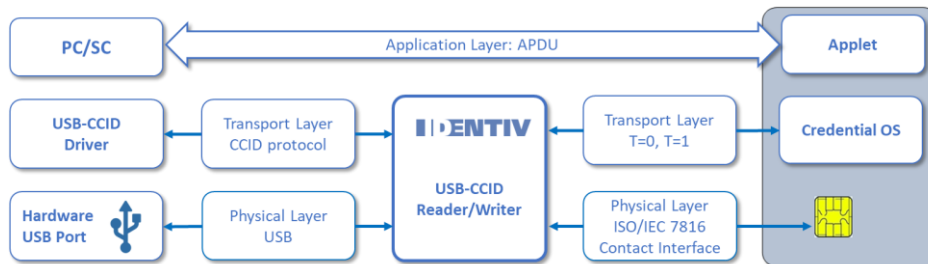 PC/SC
Application Layer: APDU
Applet
USB-CCID
Driver
Transport Layer
CCID protocol
IDENTIV
USB-CCID
Reader/Writer
Transport Layer
T=0, T=1
Credential OS
Hardware
USB Port
Physical Layer
USB
Physical Layer
ISO/IEC 7816
Contact Interface